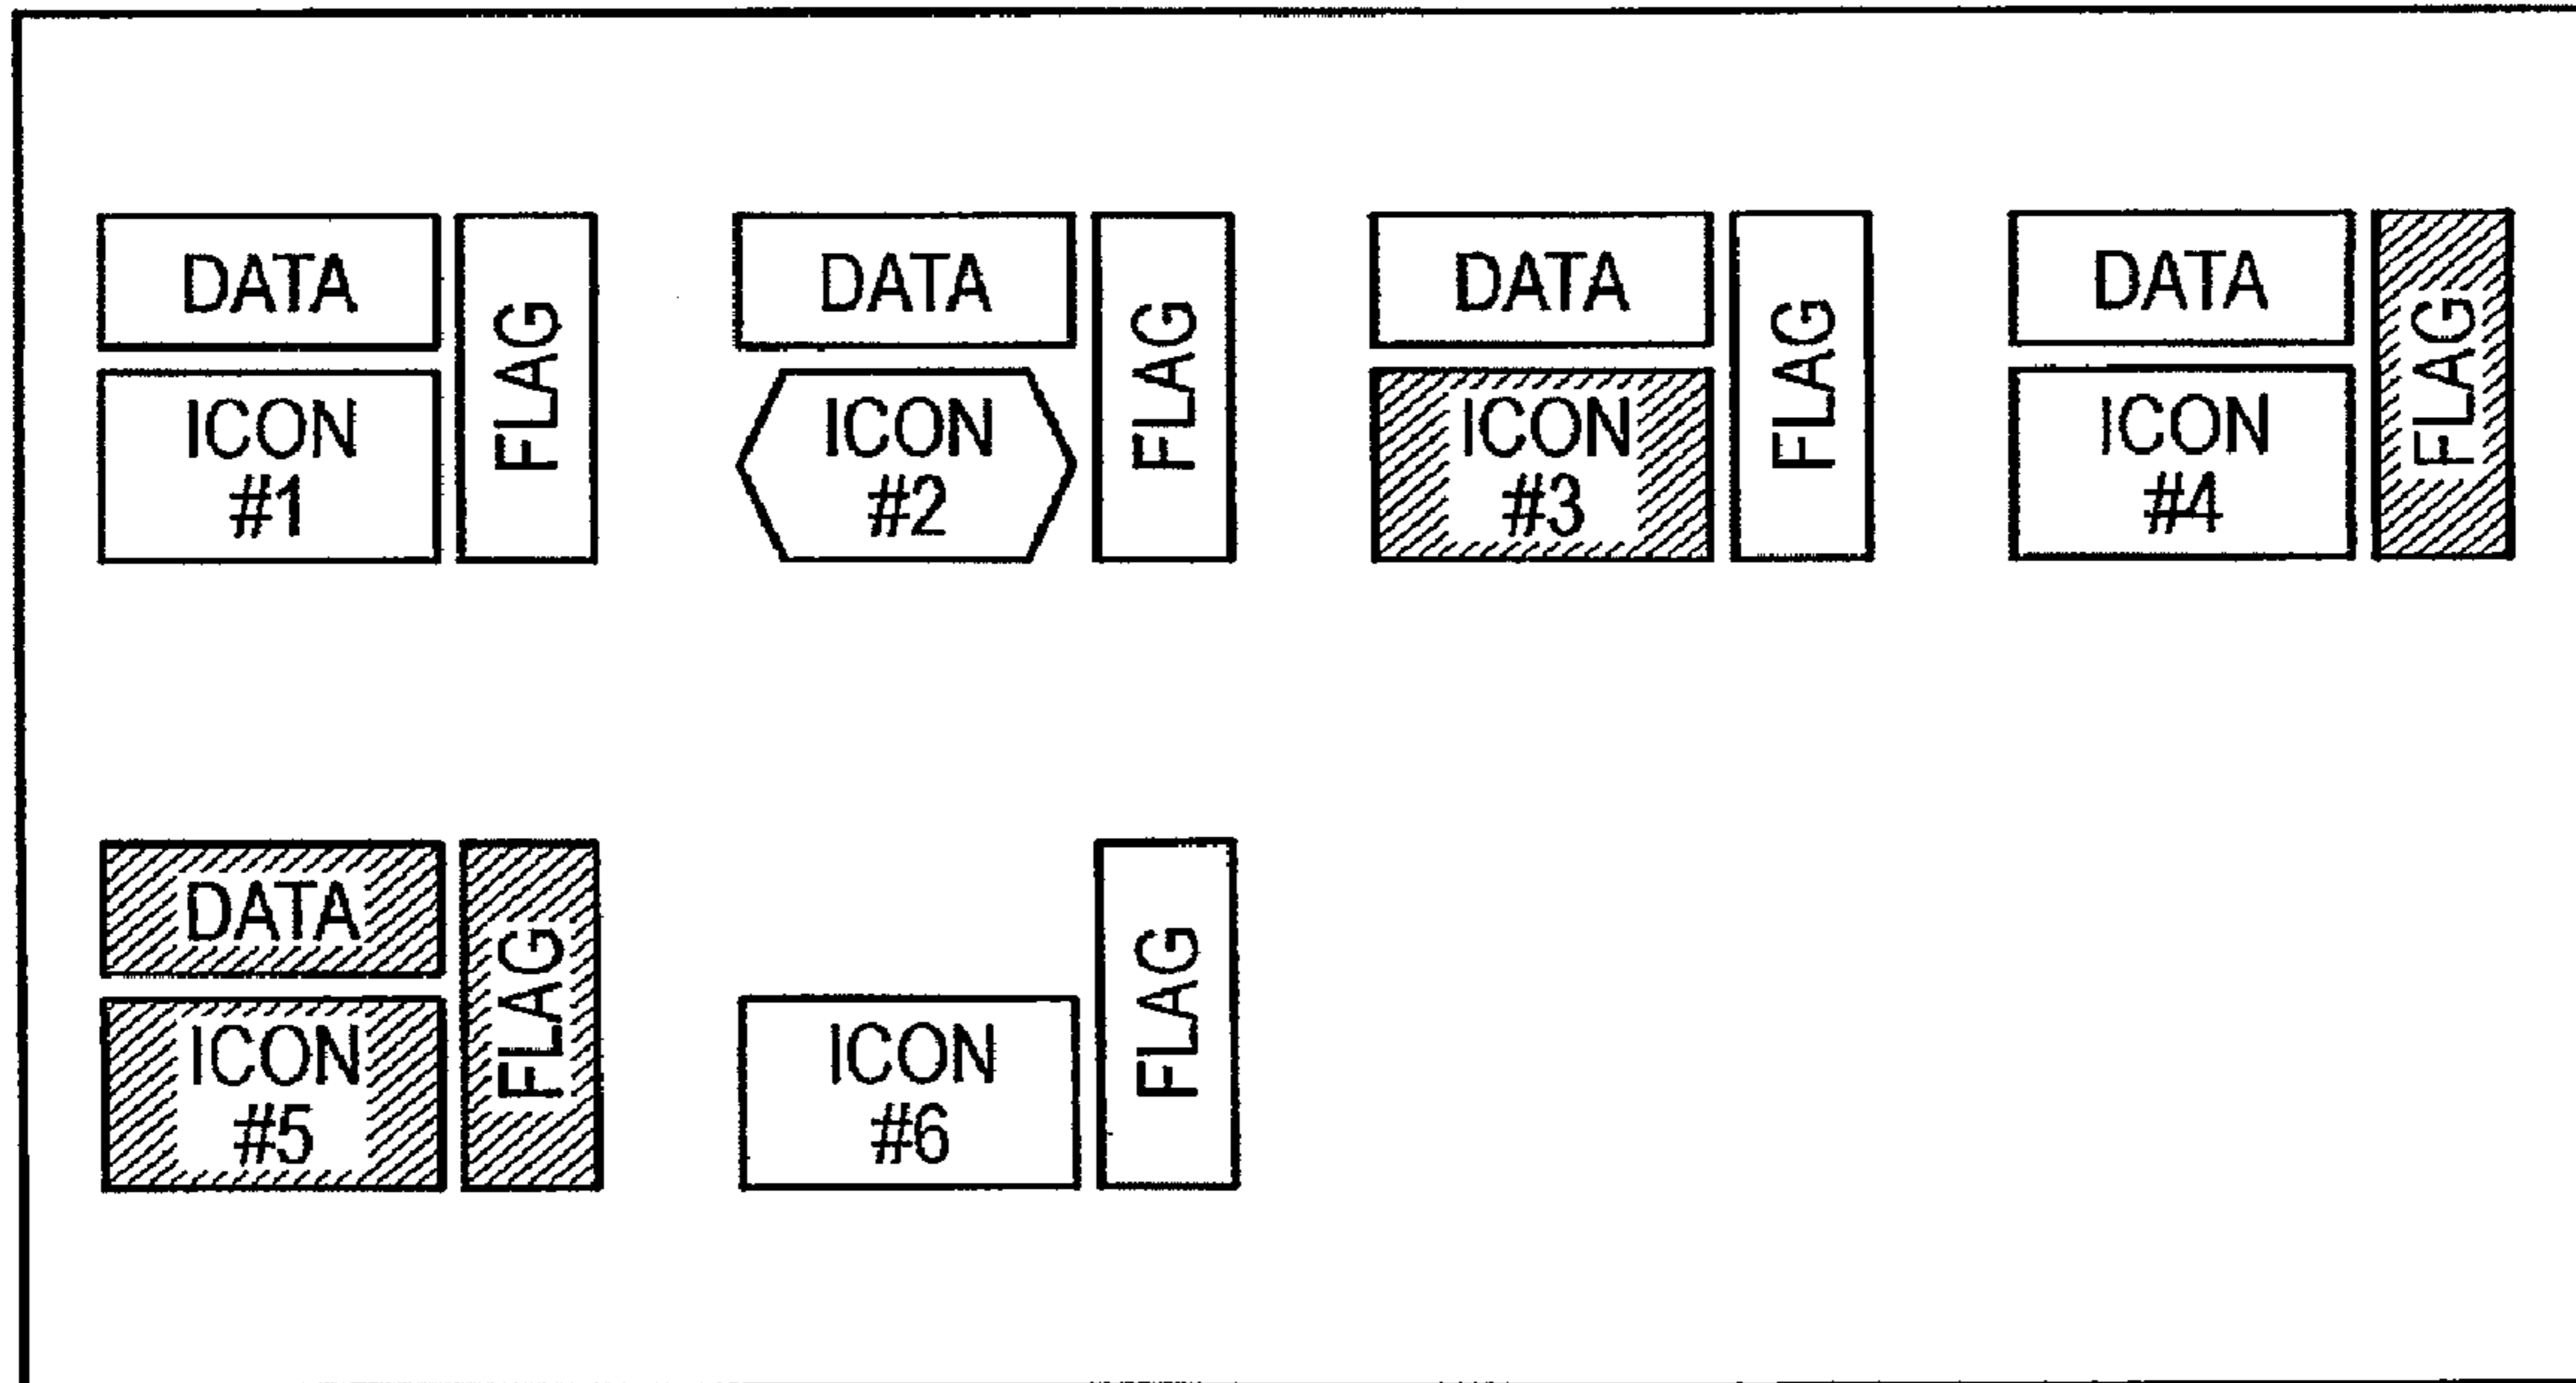 DATA
ICON
#1
FLAG
DATA
ICON
#2
FLAG
DATA
ICON
#3
FLAG
DATA
ICON
#4
FLAG
DATA
ICON
#5
FLAG
ICON
#6
FLAG